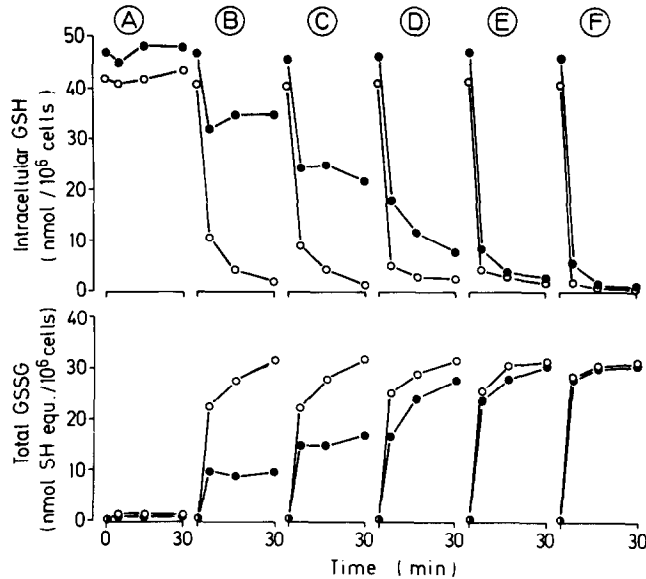 A B C D E F
50
40
30
20
10
0
Intracellular GSH
(nmol / 10⁶ cells)
40
30
20
10
0
Total GSSG
(nmol SH equ./10⁶cells)
0 30 30 30 30 30 30
Time (min)